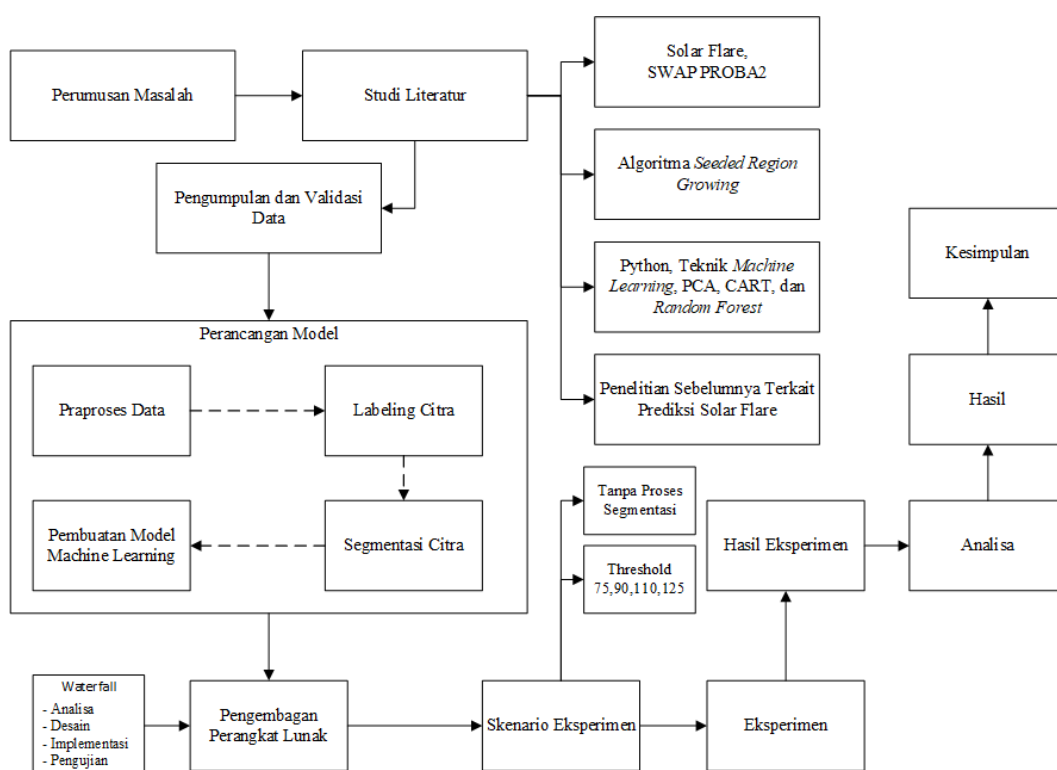 Perumusan Masalah
Studi Literatur
Solar Flare,
SWAP PROBA2
Algoritma Seeded Region
Growing
Python, Teknik Machine
Learning, PCA, CART, dan
Random Forest
Penelitian Sebelumnya Terkait
Prediksi Solar Flare
Pengumpulan dan Validasi
Data
Perancangan Model
Praproses Data
Labeling Citra
Segmentasi Citra
Pembuatan Model
Machine Learning
Waterfall
- Analisa
- Desain
- Implementasi
- Pengujian
Pengembagan
Perangkat Lunak
Skenario Eksperimen
Tanpa Proses
Segmentasi
Threshold
75,90,110,125
Eksperimen
Hasil Eksperimen
Analisa
Hasil
Kesimpulan